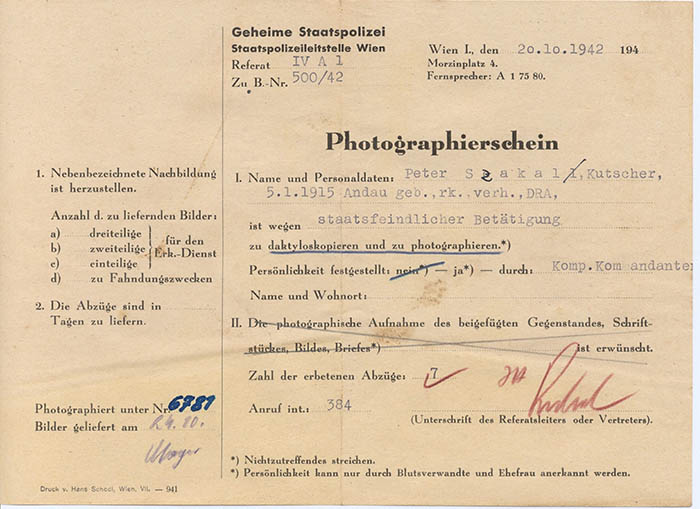 Geheime Staatspolizei
Staatspolizeileitstelle Wien
Referat IV A 1
Zu B.-Nr. 500/42
Wien I., den 20.10.1942 194
Morzinplatz 4.
Fernsprecher: A 1 75 80.
Photographierschein
1. Nebenbezeichnete Nachbildung
ist herzustellen.
Anzahl d. zu liefernden Bilder:
a) dreiteilige
b) zweiteilige
c) einteilige
für den
Erk.-Dienst
d) zu Fahndungszwecken
2. Die Abzüge sind in
Tagen zu liefern.
Photographiert unter Nr. 6781
Bilder geliefert am
I. Name und Personaldaten: Peter Szakall, Kutscher,
5.1.1915 Andau geb.,rk.,verh.,DRA,
staatsfeindlicher Betätigung
ist wegen
zu daktyloskopieren und zu photographieren.*)
Persönlichkeit festgestellt: nein*) — ja*) — durch: Komp.Kom andanten
Name und Wohnort:
II. Die photographische Aufnahme des beigefügten Gegenstandes, Schrift-
stückes, Bildes, Briefes*) ist erwünscht.
Zahl der erbetenen Abzüge: 7
Anruf int.: 384
(Unterschrift des Referatsleiters oder Vertreters).
*) Nichtzutreffendes streichen.
*) Persönlichkeit kann nur durch Blutsverwandte und Ehefrau anerkannt werden.
Druck v. Hans School, Wien, VII. — 941